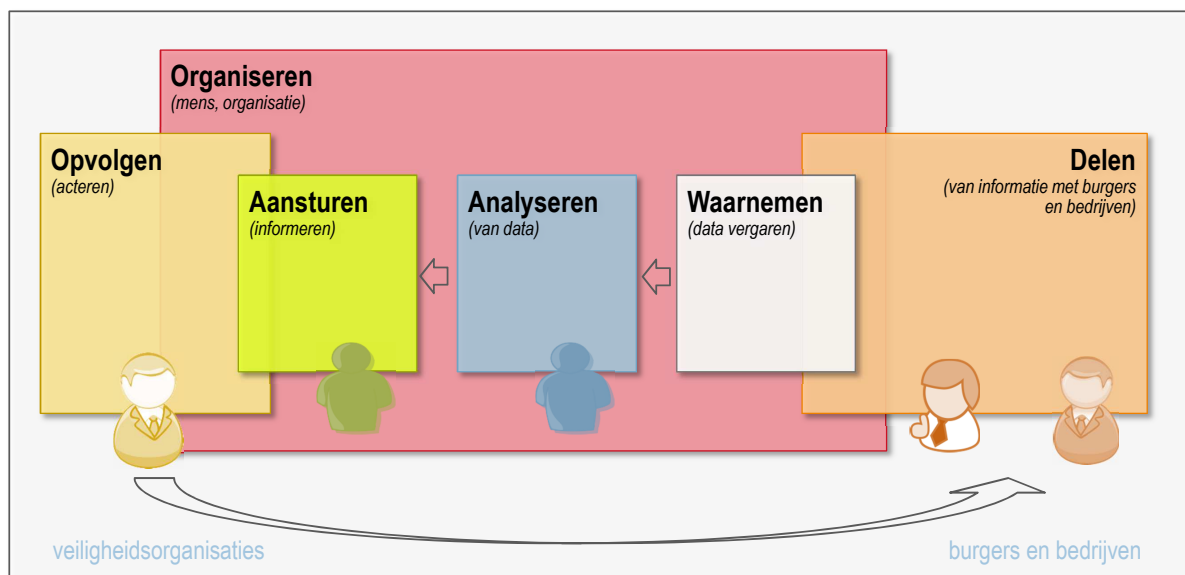 Organiseren
(mens, organisatie)
Opvolgen
(acteren)
Aansturen
(informeren)
Analyseren
(van data)
Waarnemen
(data vergaren)
Delen
(van informatie met burgers
en bedrijven)
veiligheidsorganisaties
burgers en bedrijven